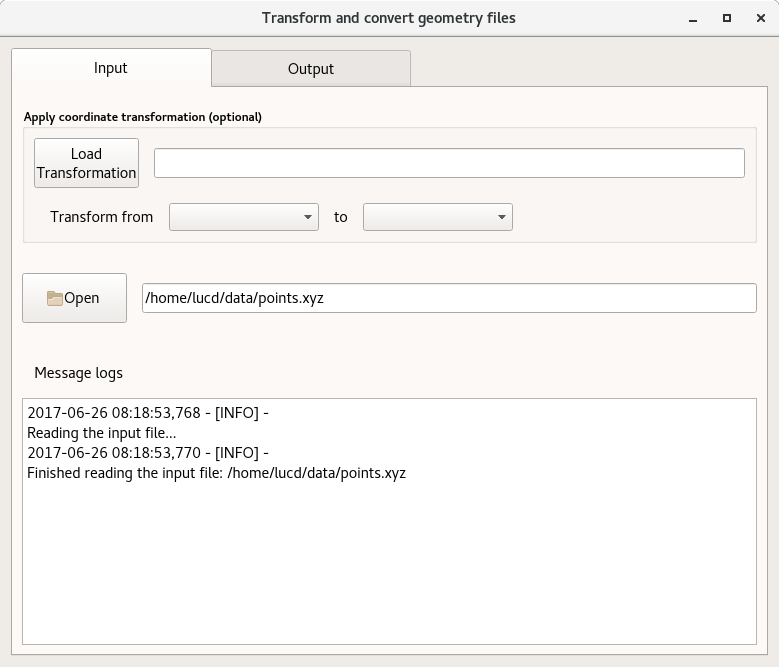 Transform and convert geometry files
Input
Output
Apply coordinate transformation (optional)
Load
Transformation
Transform from
to
Open
/home/lucd/data/points.xyz
Message logs
2017-06-26 08:18:53,768 - [INFO] -
Reading the input file...
2017-06-26 08:18:53,770 - [INFO] -
Finished reading the input file: /home/lucd/data/points.xyz